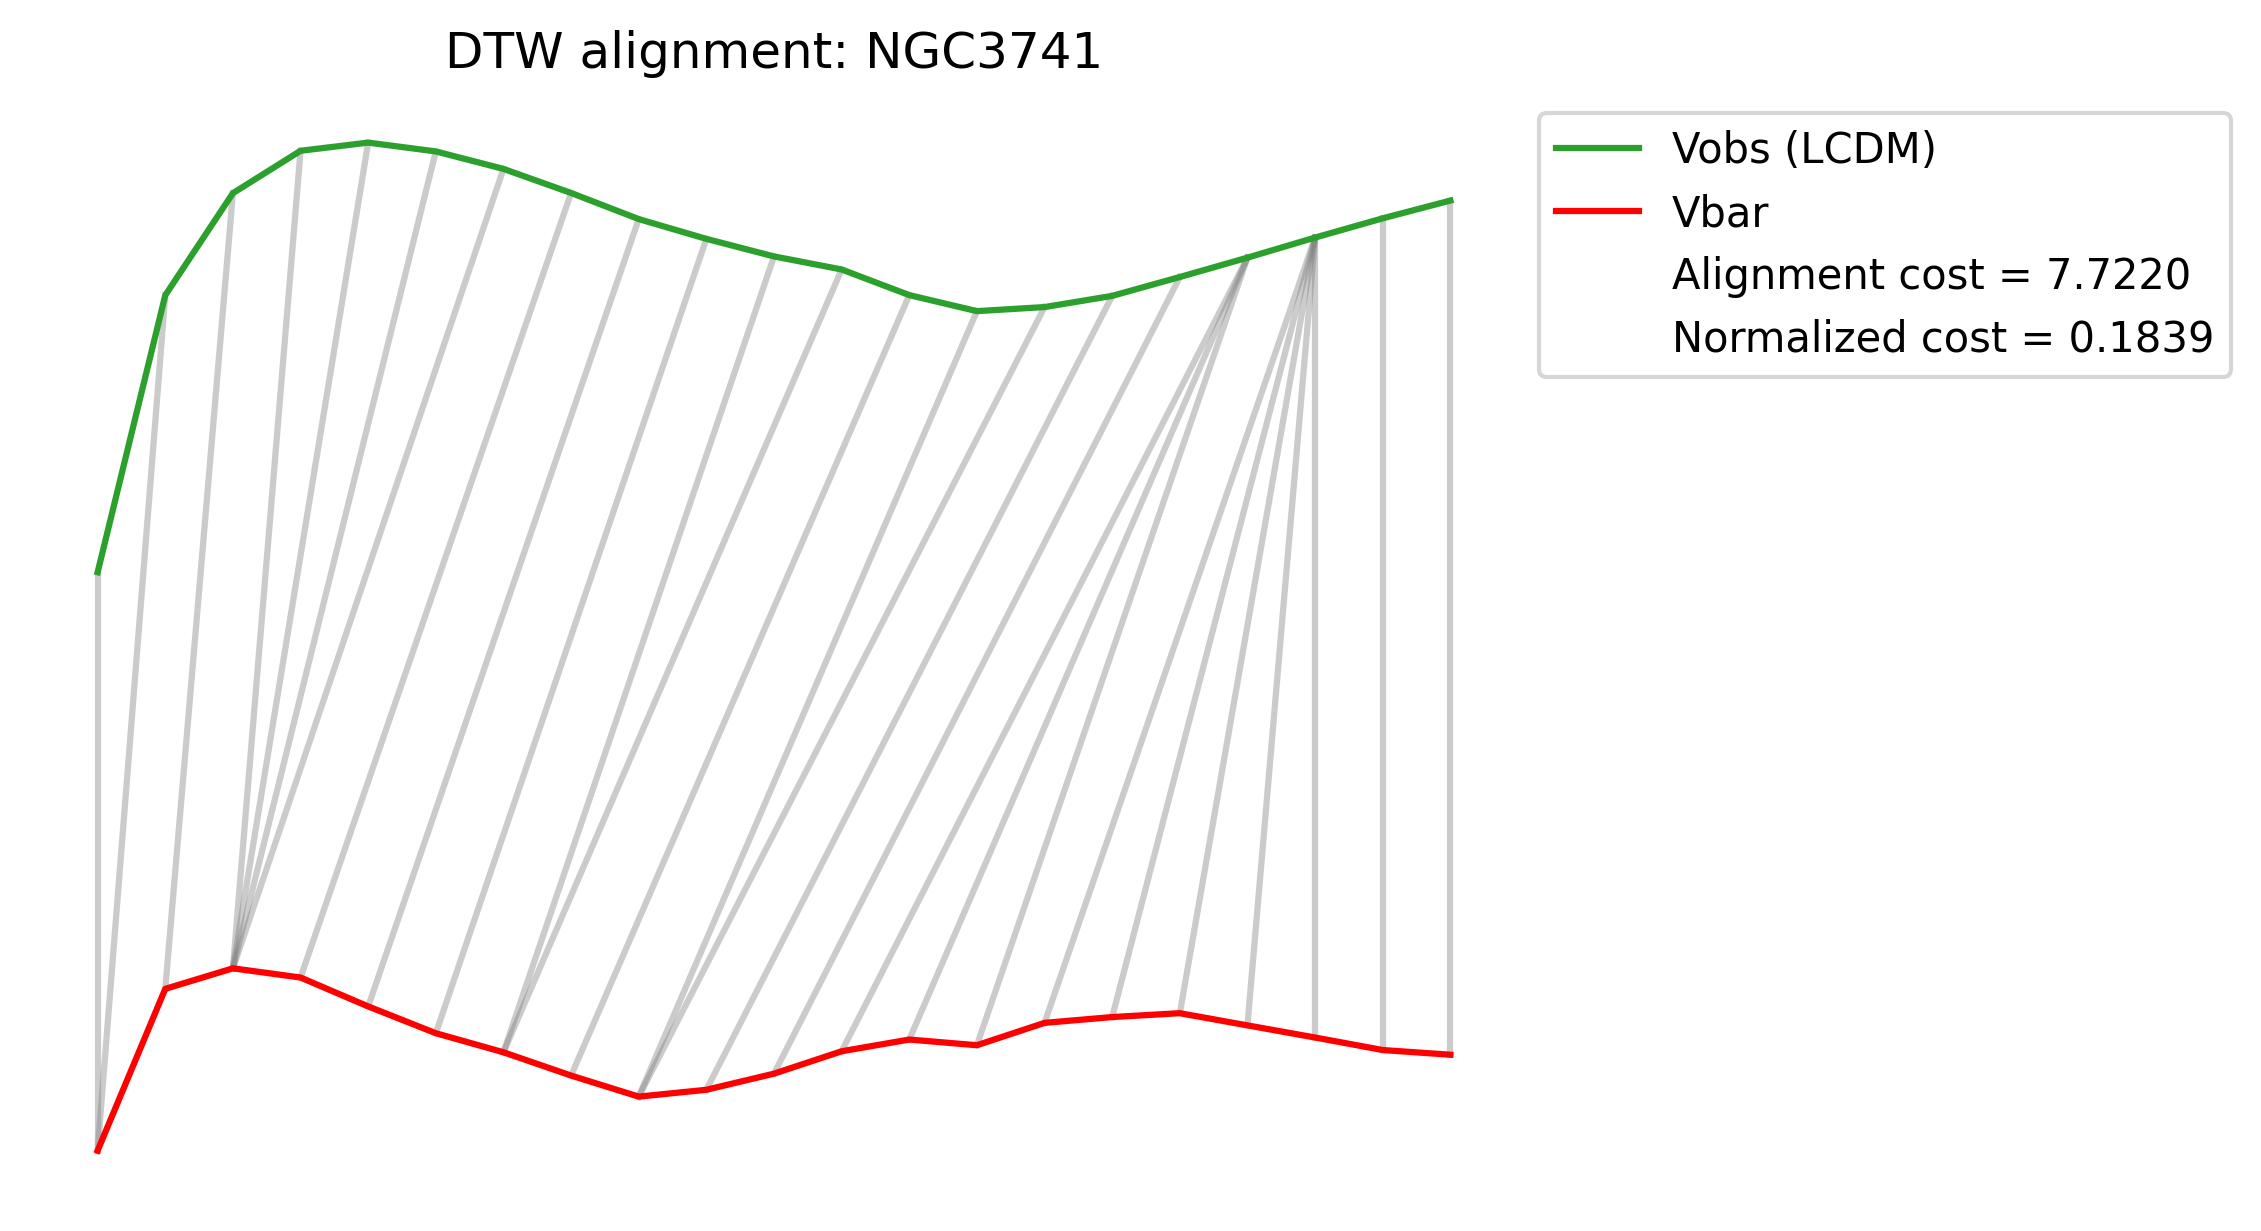 DTW alignment: NGC3741
Vobs (LCDM)
Vbar
Alignment cost = 7.7220
Normalized cost = 0.1839